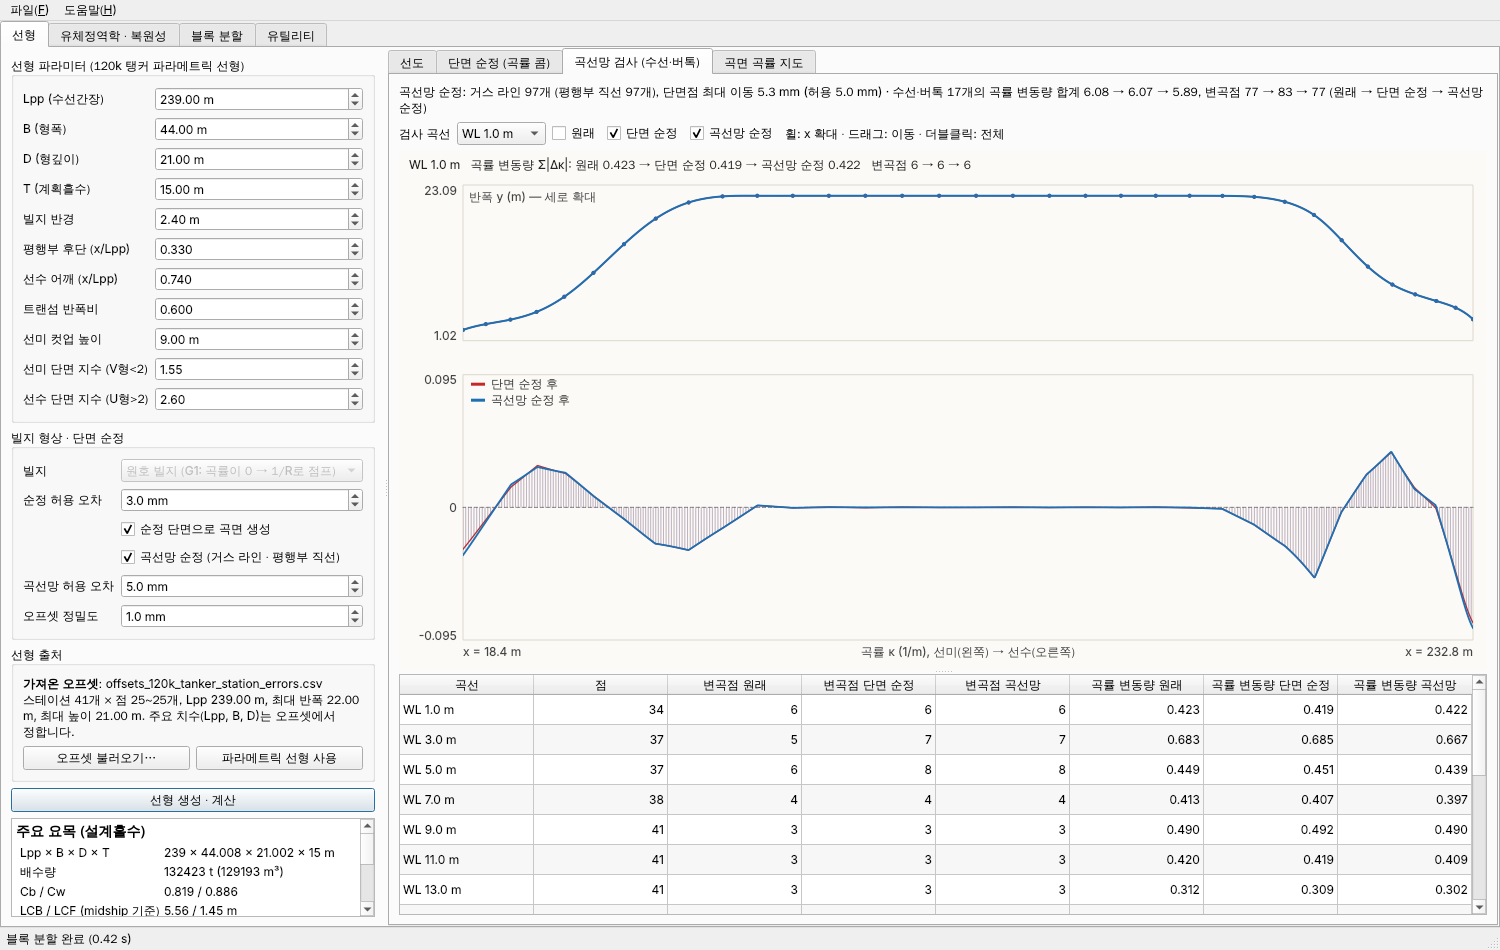 파일(F) 도움말(H)
선형 유체정역학 · 복원성 블록 분할 유틸리티
선형 파라미터 (120k 탱커 파라메트릭 선형)
Lpp (수선간장) 239.00 m
B (형폭) 44.00 m
D (형깊이) 21.00 m
T (계획흘수) 15.00 m
빌지 반경 2.40 m
평행부 후단 (x/Lpp) 0.330
선수 어깨 (x/Lpp) 0.740
트랜섬 반폭비 0.600
선미 컷업 높이 9.00 m
선미 단면 지수 (V형<2) 1.55
선수 단면 지수 (U형>2) 2.60
빌지 형상 · 단면 순정
빌지 원호 빌지 (G1: 곡률이 0 → 1/R로 점프)
순정 허용 오차 3.0 mm
순정 단면으로 곡면 생성
곡선망 순정 (거스 라인 · 평행부 직선)
곡선망 허용 오차 5.0 mm
오프셋 정밀도 1.0 mm
선형 출처
가져온 오프셋: offsets_120k_tanker_station_errors.csv
스테이션 41개 × 점 25~25개, Lpp 239.00 m, 최대 반폭 22.00
m, 최대 높이 21.00 m. 주요 치수(Lpp, B, D)는 오프셋에서
정합니다.
오프셋 불러오기… 파라메트릭 선형 사용
선형 생성 · 계산
주요 요목 (설계흘수)
Lpp × B × D × T 239 × 44.008 × 21.002 × 15 m
배수량 132423 t (129193 m³)
Cb / Cw 0.819 / 0.886
LCB / LCF (midship 기준) 5.56 / 1.45 m
선도 단면 순정 (곡률 콤) 곡선망 검사 (수선·버톡) 곡면 곡률 지도
곡선망 순정: 거스 라인 97개 (평행부 직선 97개), 단면점 최대 이동 5.3 mm (허용 5.0 mm) · 수선·버톡 17개의 곡률 변동량 합계 6.08 → 6.07 → 5.89, 변곡점 77 → 83 → 77 (원래 → 단면 순정 → 곡선망
순정)
검사 곡선 WL 1.0 m 원래 단면 순정 곡선망 순정 휠: x 확대 · 드래그: 이동 · 더블클릭: 전체
WL 1.0 m 곡률 변동량 Σ|Δκ|: 원래 0.423 → 단면 순정 0.419 → 곡선망 순정 0.422 변곡점 6 → 6 → 6
23.09
반폭 y (m) — 세로 확대
1.02
0.095
단면 순정 후
곡선망 순정 후
0
-0.095
x = 18.4 m 곡률 κ (1/m), 선미(왼쪽) → 선수(오른쪽) x = 232.8 m
곡선 점 변곡점 원래 변곡점 단면 순정 변곡점 곡선망 곡률 변동량 원래 곡률 변동량 단면 순정 곡률 변동량 곡선망
WL 1.0 m 34 6 6 6 0.423 0.419 0.422
WL 3.0 m 37 5 7 7 0.683 0.685 0.667
WL 5.0 m 37 6 8 8 0.449 0.451 0.439
WL 7.0 m 38 4 4 4 0.413 0.407 0.397
WL 9.0 m 41 3 3 3 0.490 0.492 0.490
WL 11.0 m 41 3 3 3 0.420 0.419 0.409
WL 13.0 m 41 3 3 3 0.312 0.309 0.302
블록 분할 완료 (0.42 s)